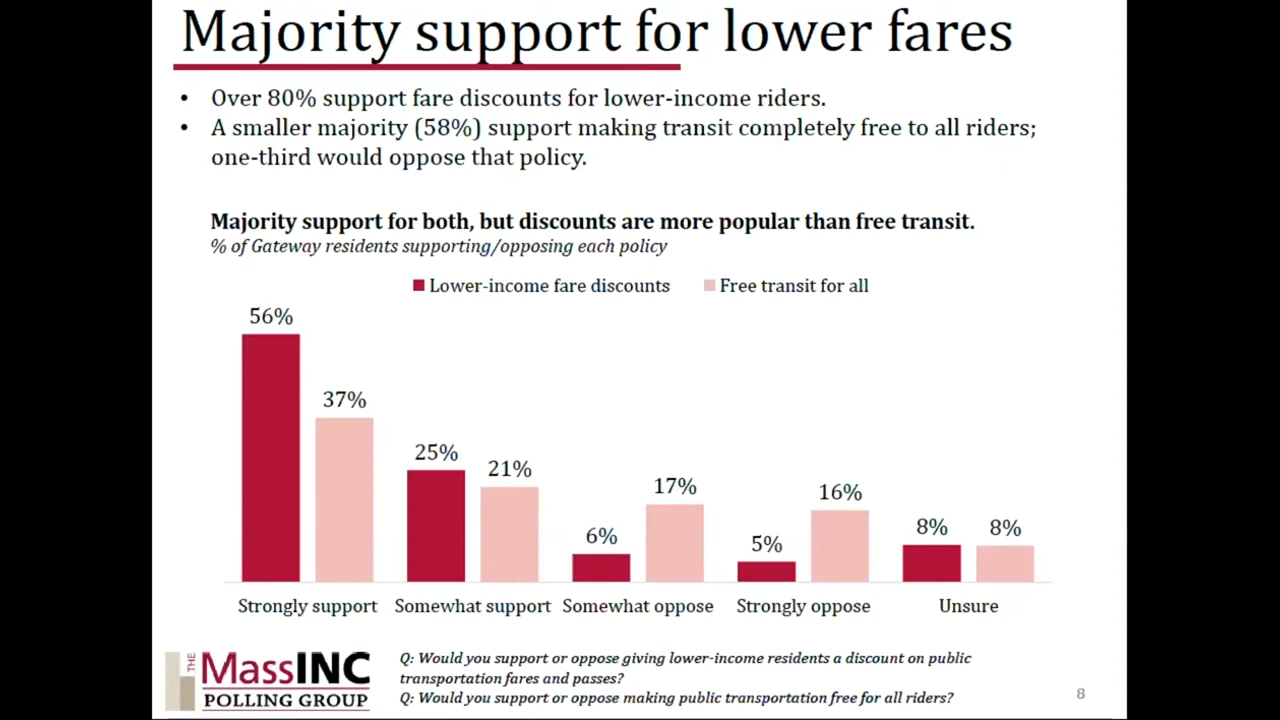 Majority support for lower fares
• Over 80% support fare discounts for lower-income riders.
• A smaller majority (58%) support making transit completely free to all riders;
one-third would oppose that policy.
Majority support for both, but discounts are more popular than free transit.
% of Gateway residents supporting/opposing each policy
Lower-income fare discounts Free transit for all
56% 37% 25% 21% 6% 17% 5% 16% 8% 8%
Strongly support Somewhat support Somewhat oppose Strongly oppose Unsure
THE MassINC
POLLING GROUP
Q: Would you support or oppose giving lower-income residents a discount on public
transportation fares and passes?
Q: Would you support or oppose making public transportation free for all riders?
8